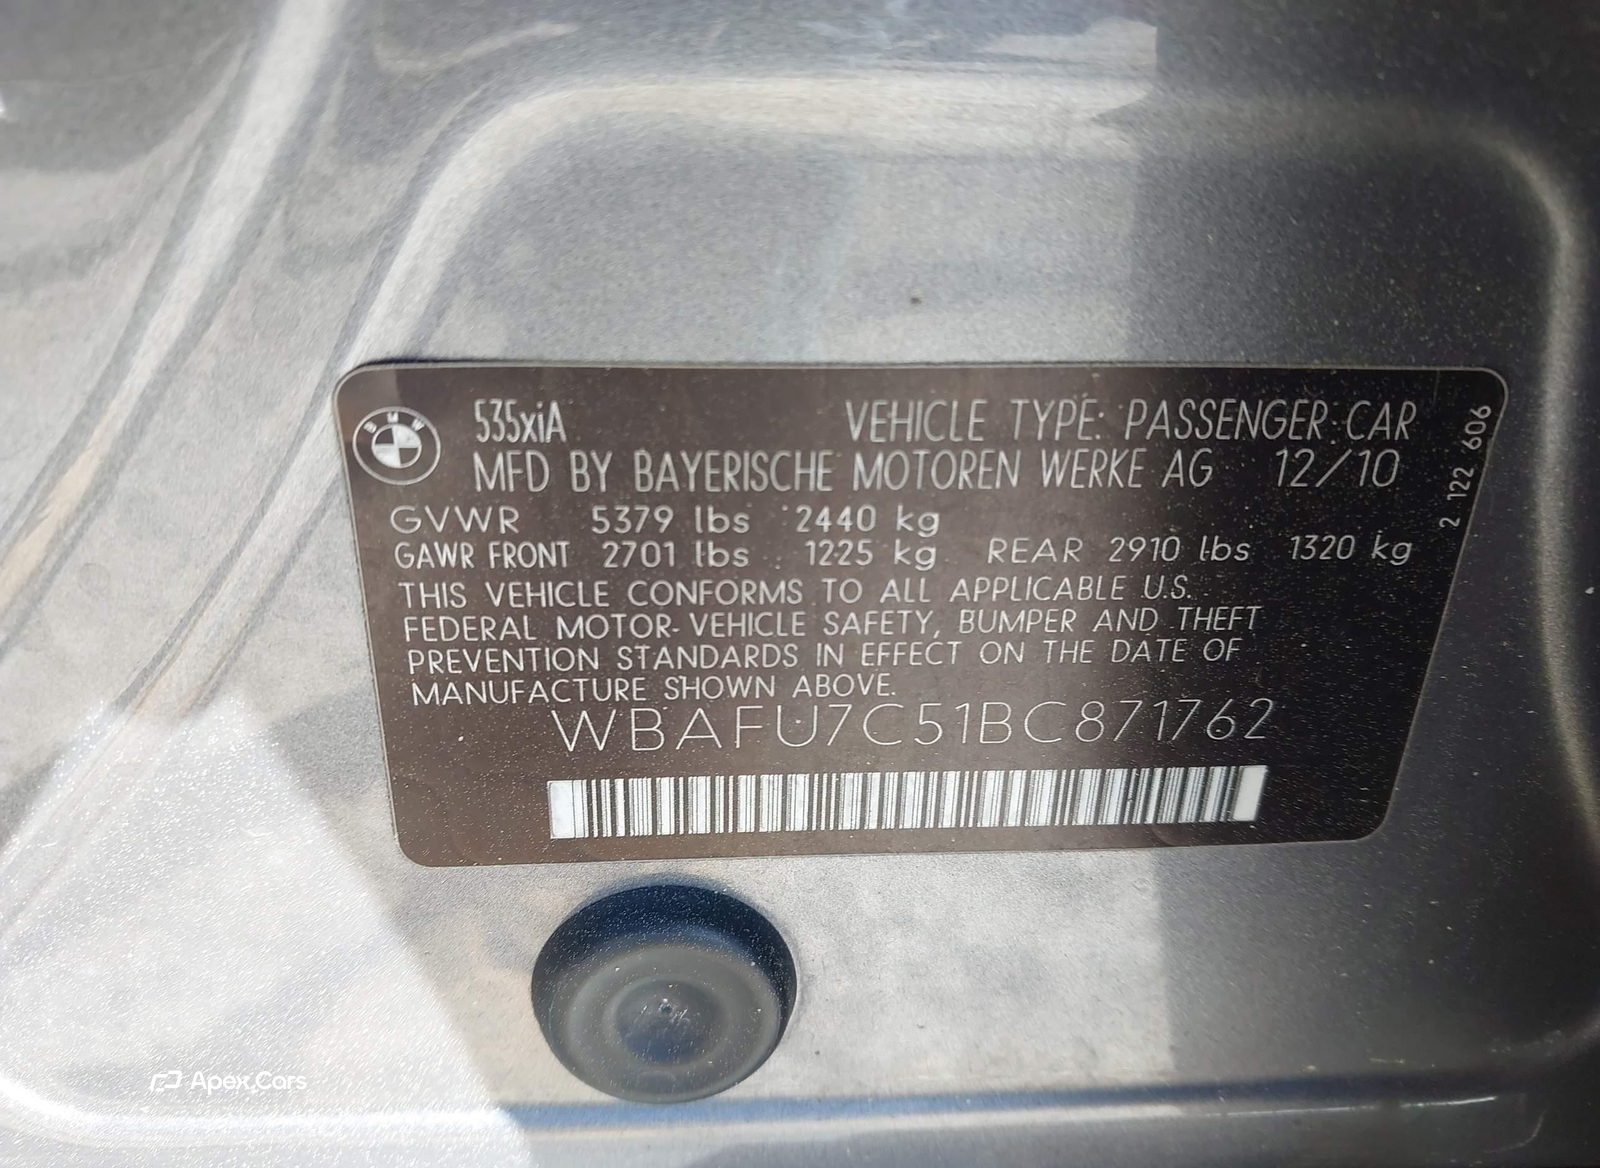 BMW
535xiA VEHICLE TYPE: PASSENGER CAR
MFD BY BAYERISCHE MOTOREN WERKE AG 12/10
2 122 606
GVWR 5379 lbs 2440 kg
GAWR FRONT 2701 lbs 1225 kg REAR 2910 lbs 1320 kg
THIS VEHICLE CONFORMS TO ALL APPLICABLE U.S.
FEDERAL MOTOR-VEHICLE SAFETY, BUMPER AND THEFT
PREVENTION STANDARDS IN EFFECT ON THE DATE OF
MANUFACTURE SHOWN ABOVE.
WBAFU7C51BC871762
Apex.Cars